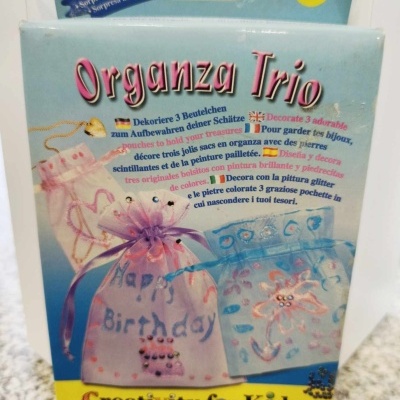 Organza Trio
Dekoriere 3 Beutelchen
zum Aufbewahren deiner Schätze
Decorate 3 adorable
pouches to hold your treasures
Pour garder tes bijoux,
décore trois jolis sacs en organza avec des pierres
scintillantes et de la peinture pailletée.
Diseña y decora
tres originales bolsitos con pintura brillante y piedrecitas
de colores.
Decora con la pittura glitter
e le pietre colorate 3 graziose pochette in
cui nascondere i tuoi tesori.
Happy
Birthday
Creativity for Kids